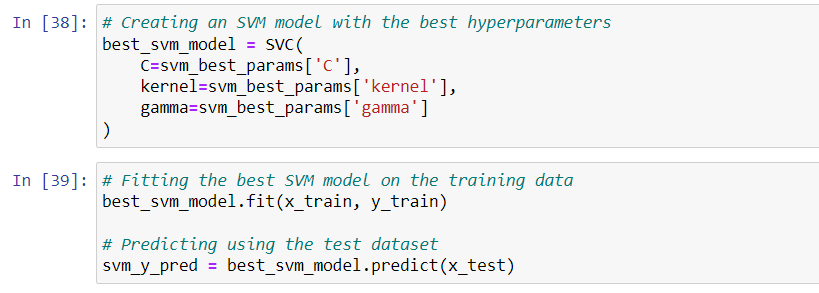 In [38]: # Creating an SVM model with the best hyperparameters
best_svm_model = SVC(
    C=svm_best_params['C'],
    kernel=svm_best_params['kernel'],
    gamma=svm_best_params['gamma']
)
In [39]: # Fitting the best SVM model on the training data
best_svm_model.fit(x_train, y_train)
# Predicting using the test dataset
svm_y_pred = best_svm_model.predict(x_test)